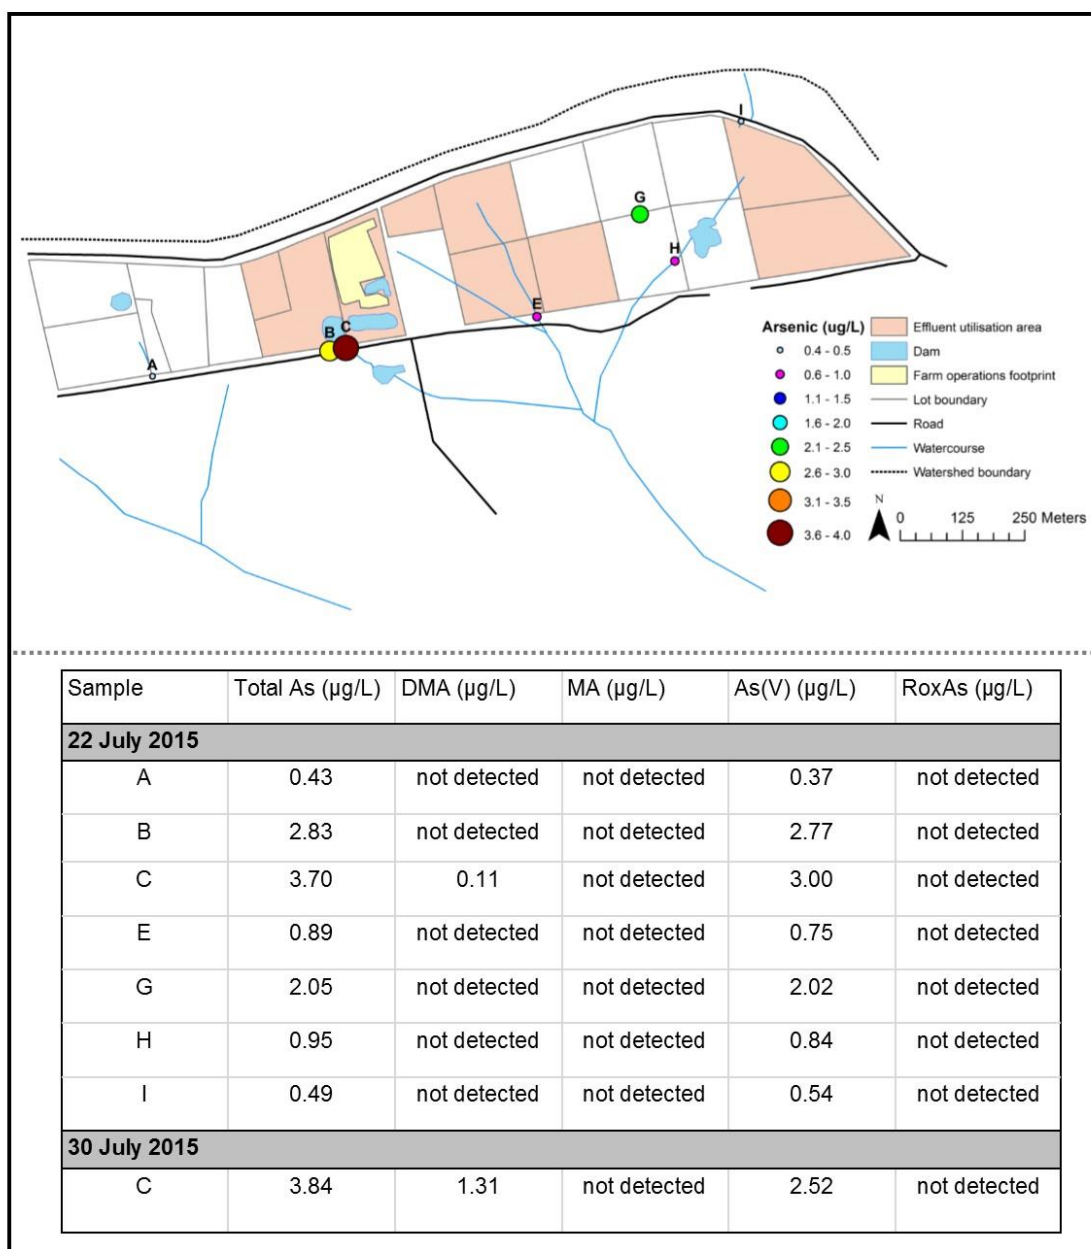 I
G
H
E
B C
A
Arsenic (ug/L)
0.4 - 0.5
0.6 - 1.0
1.1 - 1.5
1.6 - 2.0
2.1 - 2.5
2.6 - 3.0
3.1 - 3.5
3.6 - 4.0
Effluent utilisation area
Dam
Farm operations footprint
Lot boundary
Road
Watercourse
Watershed boundary
N
0 125 250 Meters
Sample Total As (µg/L) DMA (µg/L) MA (µg/L) As(V) (µg/L) RoxAs (µg/L)
22 July 2015
A 0.43 not detected not detected 0.37 not detected
B 2.83 not detected not detected 2.77 not detected
C 3.70 0.11 not detected 3.00 not detected
E 0.89 not detected not detected 0.75 not detected
G 2.05 not detected not detected 2.02 not detected
H 0.95 not detected not detected 0.84 not detected
I 0.49 not detected not detected 0.54 not detected
30 July 2015
C 3.84 1.31 not detected 2.52 not detected